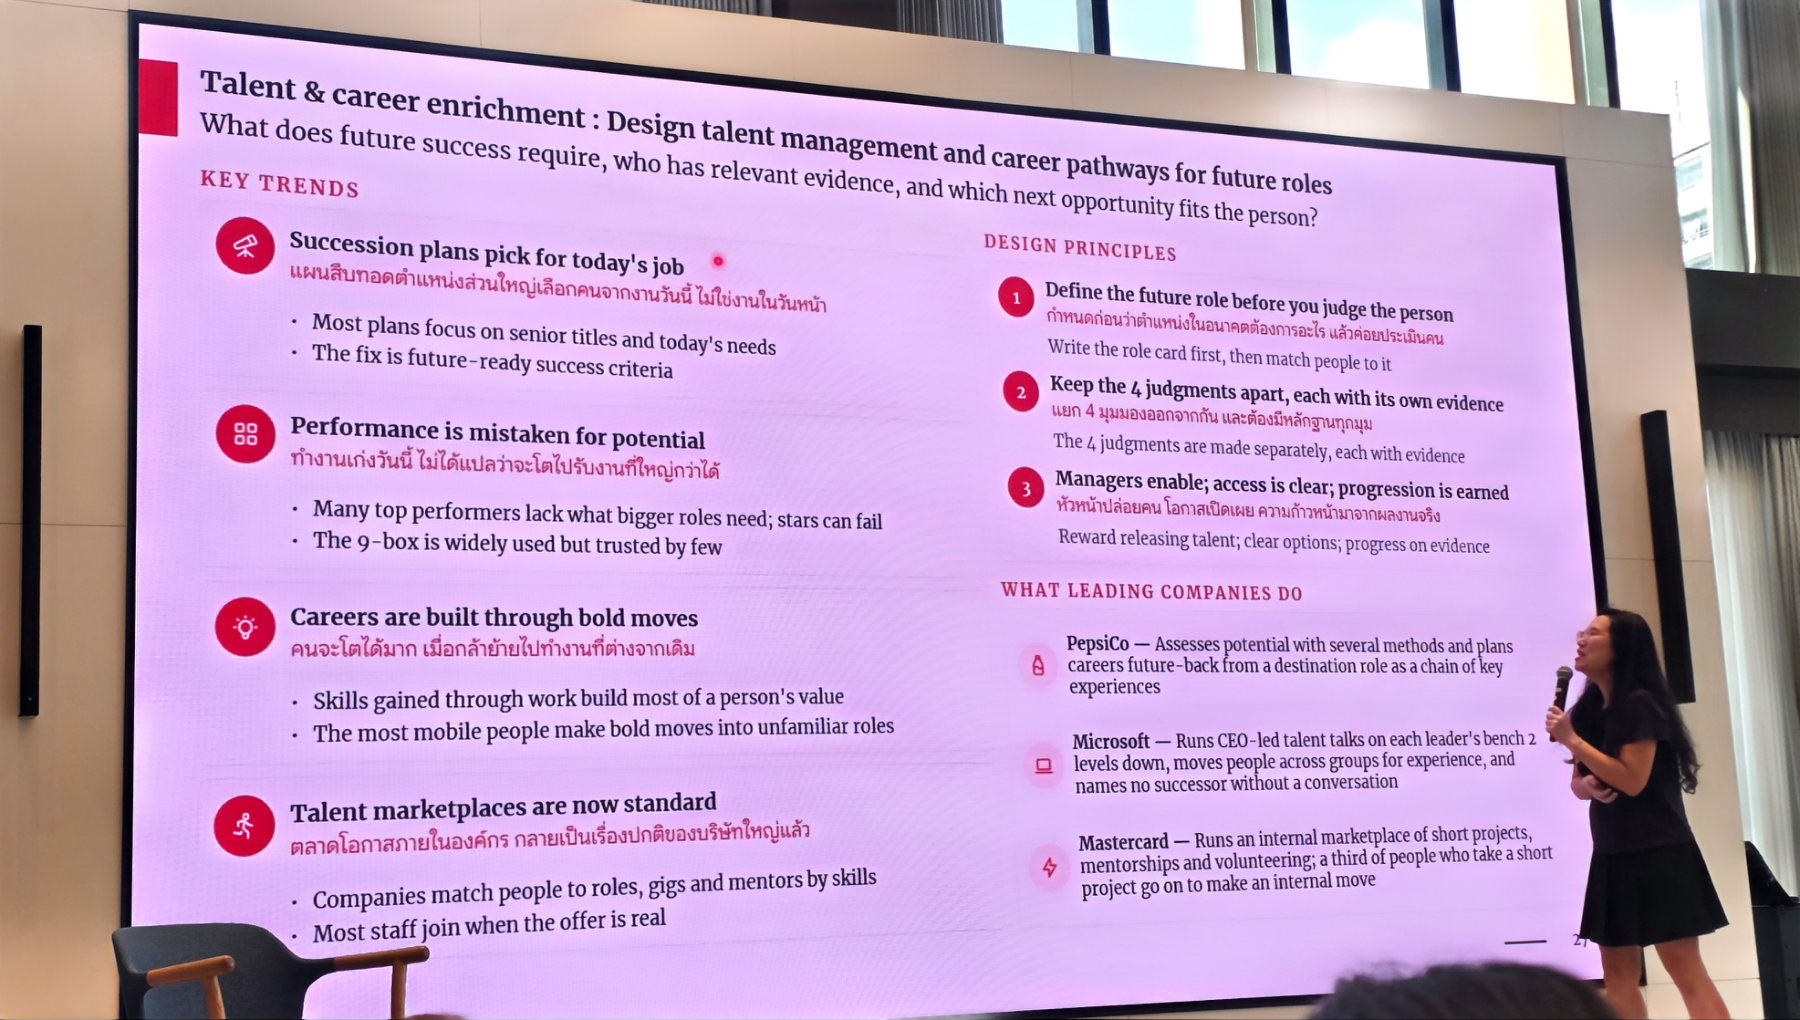 Talent & career enrichment : Design talent management and career pathways for future roles
What does future success require, who has relevant evidence, and which next opportunity fits the person?
KEY TRENDS
Succession plans pick for today's job
แผนสืบทอดตำแหน่งส่วนใหญ่เลือกคนจากงานวันนี้ ไม่ใช่งานในวันหน้า
• Most plans focus on senior titles and today's needs
• The fix is future-ready success criteria
Performance is mistaken for potential
ทำงานเก่งวันนี้ ไม่ได้แปลว่าจะโตไปรับงานที่ใหญ่กว่าได้
• Many top performers lack what bigger roles need; stars can fail
• The 9-box is widely used but trusted by few
Careers are built through bold moves
คนจะโตได้มาก เมื่อกล้าย้ายไปทำงานที่ต่างจากเดิม
• Skills gained through work build most of a person's value
• The most mobile people make bold moves into unfamiliar roles
Talent marketplaces are now standard
ตลาดโอกาสภายในองค์กร กลายเป็นเรื่องปกติของบริษัทใหญ่แล้ว
• Companies match people to roles, gigs and mentors by skills
• Most staff join when the offer is real
DESIGN PRINCIPLES
1
Define the future role before you judge the person
กำหนดก่อนว่าตำแหน่งในอนาคตต้องการอะไร แล้วค่อยประเมินคน
Write the role card first, then match people to it
2
Keep the 4 judgments apart, each with its own evidence
แยก 4 มุมมองออกจากกัน และต้องมีหลักฐานทุกมุม
The 4 judgments are made separately, each with evidence
3
Managers enable; access is clear; progression is earned
หัวหน้าปล่อยคน โอกาสเปิดเผย ความก้าวหน้ามาจากผลงานจริง
Reward releasing talent; clear options; progress on evidence
WHAT LEADING COMPANIES DO
PepsiCo — Assesses potential with several methods and plans
careers future-back from a destination role as a chain of key
experiences
Microsoft — Runs CEO-led talent talks on each leader's bench 2
levels down, moves people across groups for experience, and
names no successor without a conversation
Mastercard — Runs an internal marketplace of short projects,
mentorships and volunteering; a third of people who take a short
project go on to make an internal move